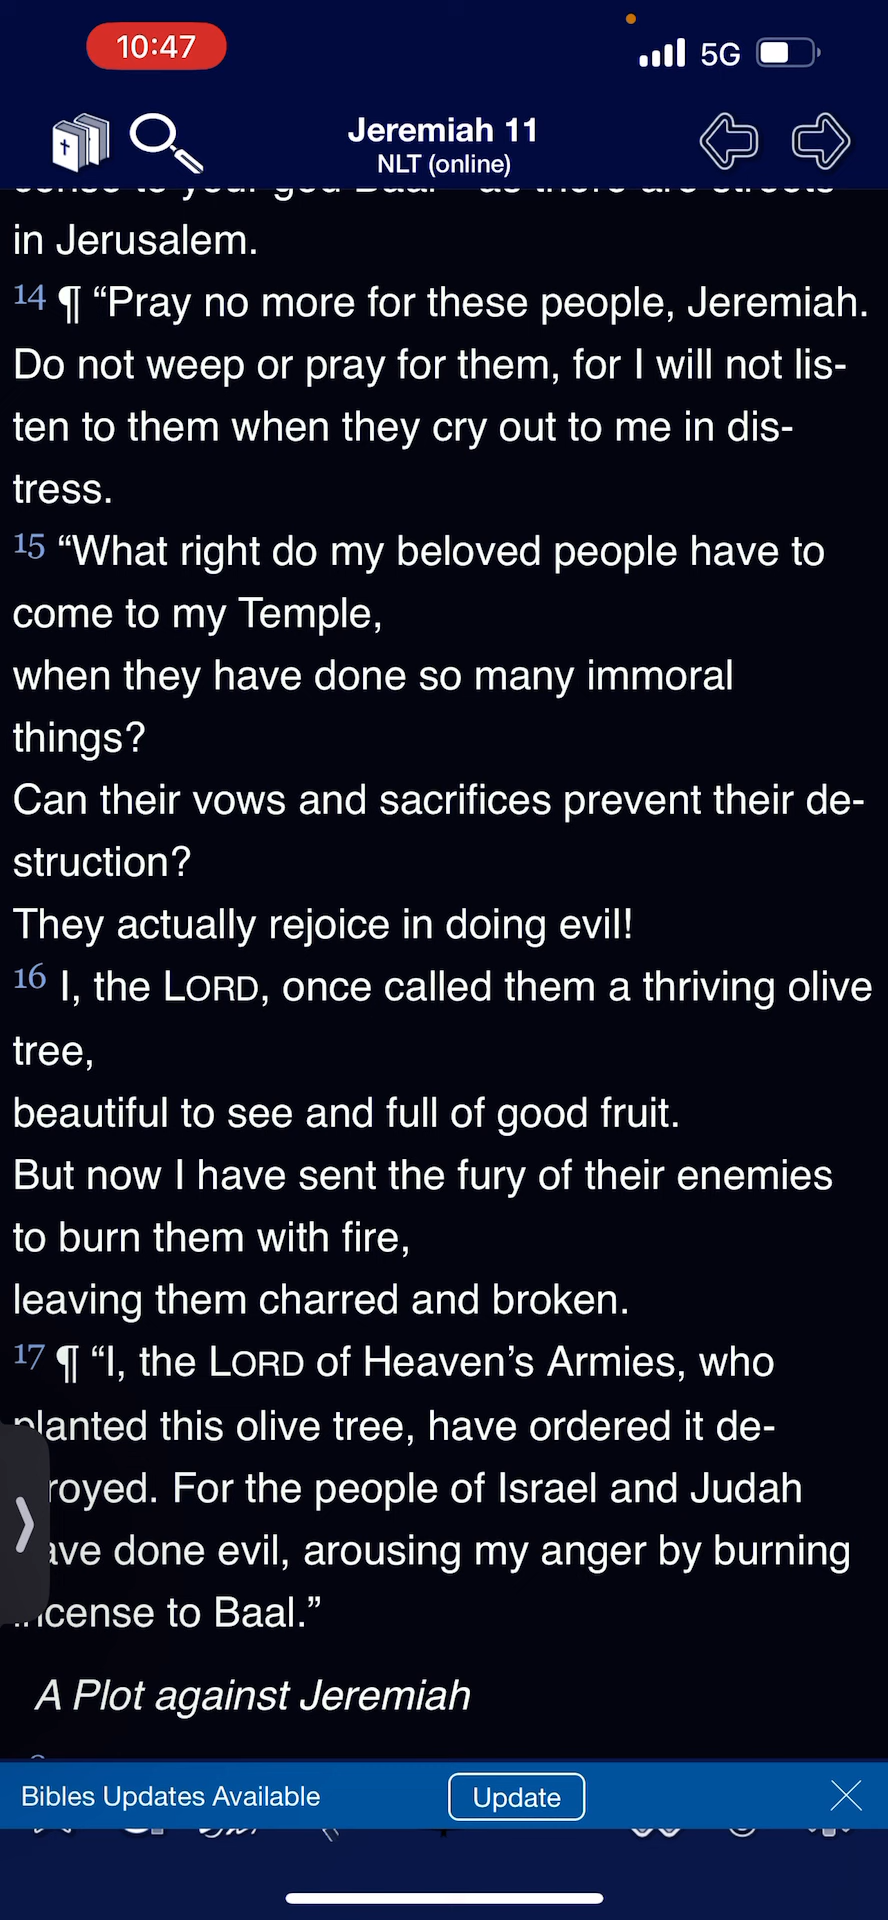 10:47
5G
Jeremiah 11
NLT (online)
in Jerusalem.
14 ¶ “Pray no more for these people, Jeremiah.
Do not weep or pray for them, for I will not lis-
ten to them when they cry out to me in dis-
tress.
15 “What right do my beloved people have to
come to my Temple,
when they have done so many immoral
things?
Can their vows and sacrifices prevent their de-
struction?
They actually rejoice in doing evil!
16 I, the LORD, once called them a thriving olive
tree,
beautiful to see and full of good fruit.
But now I have sent the fury of their enemies
to burn them with fire,
leaving them charred and broken.
17 ¶ “I, the LORD of Heaven’s Armies, who
planted this olive tree, have ordered it de-
royed. For the people of Israel and Judah
ave done evil, arousing my anger by burning
incense to Baal.”
A Plot against Jeremiah
Bibles Updates Available
Update